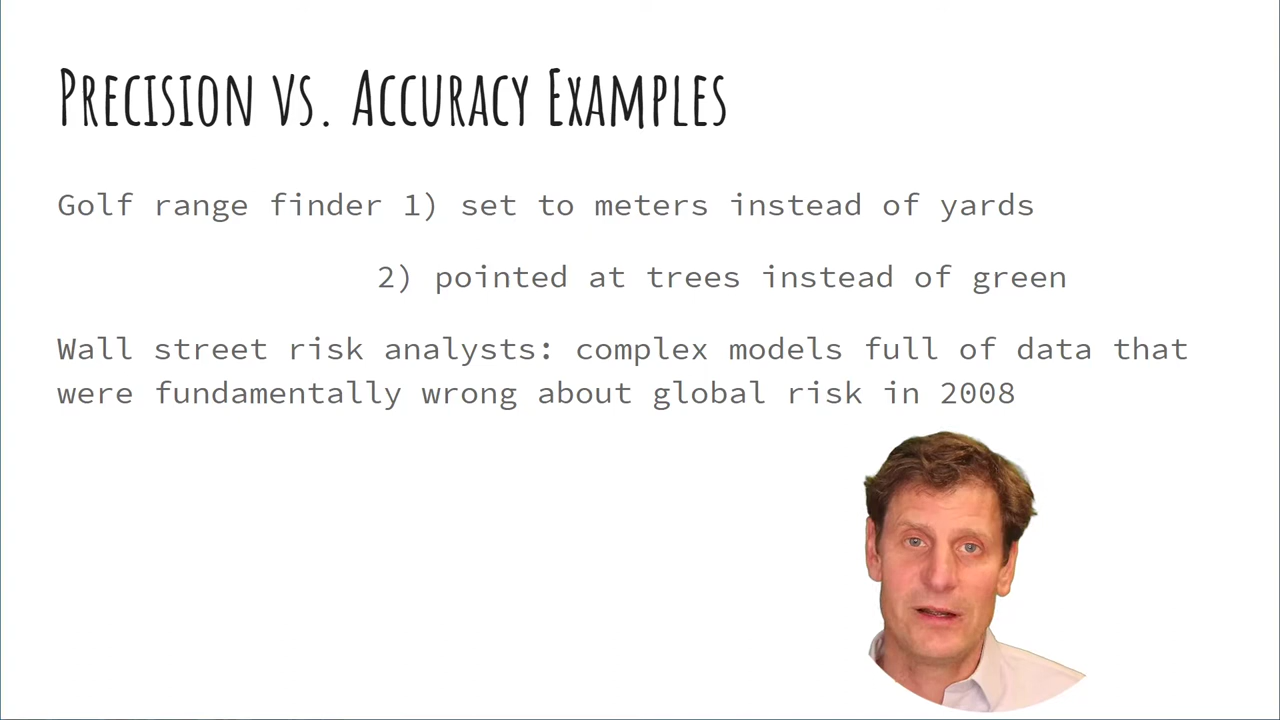 Precision vs. Accuracy Examples
Golf range finder 1) set to meters instead of yards
2) pointed at trees instead of green
Wall street risk analysts: complex models full of data that
were fundamentally wrong about global risk in 2008